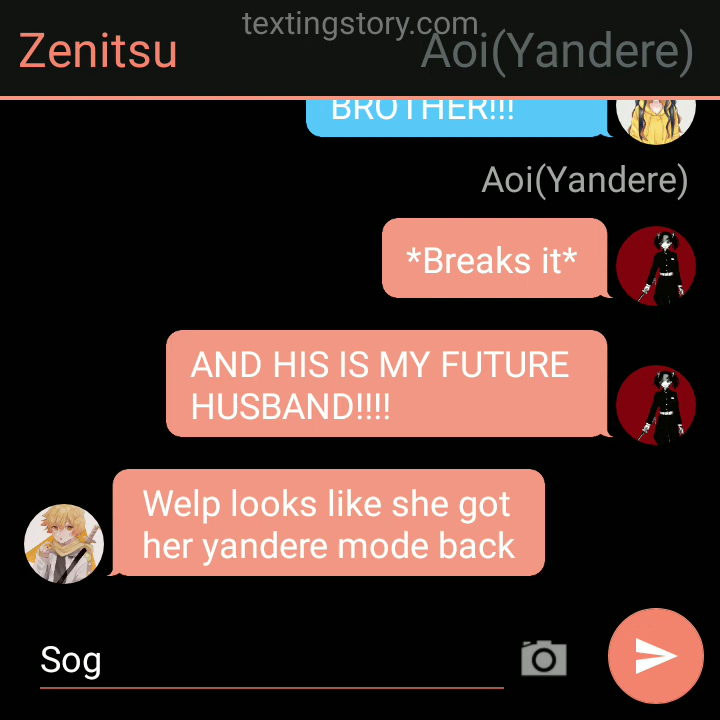 textingstory.com
Zenitsu
Aoi(Yandere)
BROTHER!!!
Aoi(Yandere)
*Breaks it*
AND HIS IS MY FUTURE
HUSBAND!!!!
Welp looks like she got
her yandere mode back
Sog